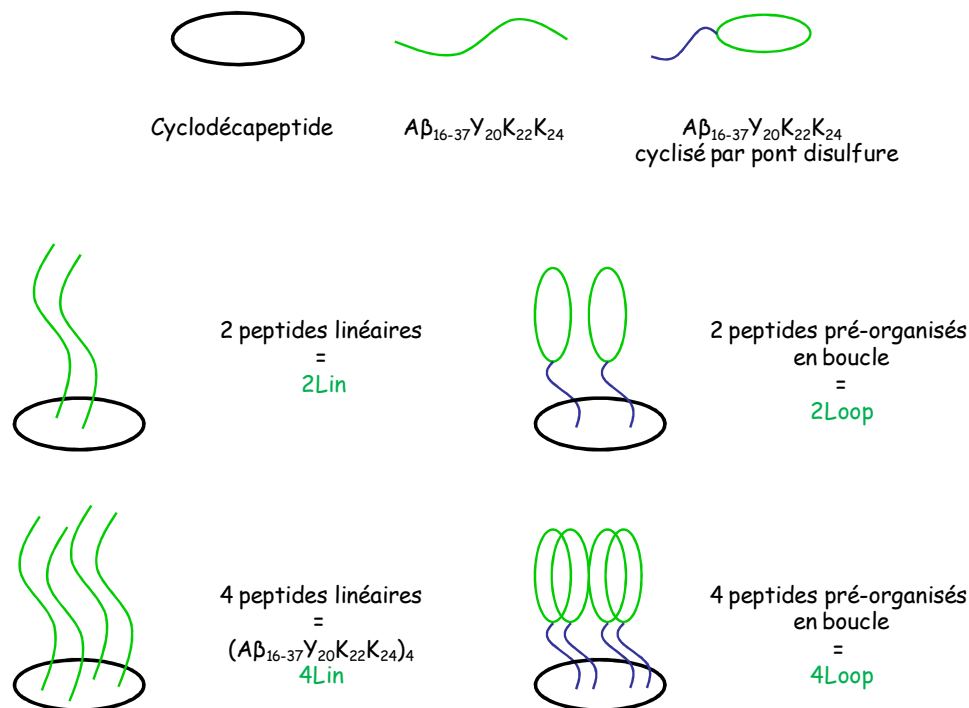 Cyclodécapeptide
Aβ₁₆₋₃₇Y₂₀K₂₂K₂₄
Aβ₁₆₋₃₇Y₂₀K₂₂K₂₄
cyclisé par pont disulfure
2 peptides linéaires
=
2Lin
2 peptides pré-organisés
en boucle
=
2Loop
4 peptides linéaires
=
(Aβ₁₆₋₃₇Y₂₀K₂₂K₂₄)₄
4Lin
4 peptides pré-organisés
en boucle
=
4Loop